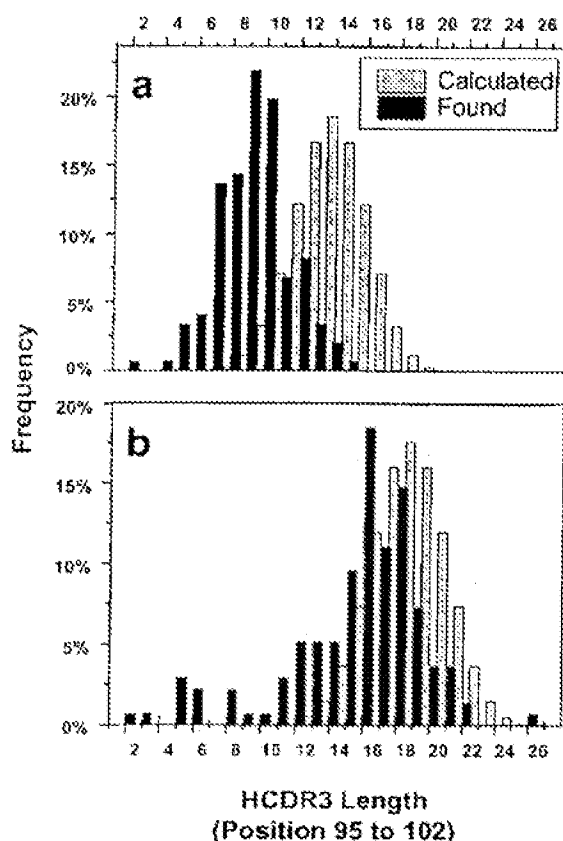 2 4 6 8 10 12 14 16 18 20 22 24 26
a
Calculated
Found
20%
15%
10%
5%
0%
Frequency
b
20%
15%
10%
5%
0%
2 4 6 8 10 12 14 16 18 20 22 24 26
HCDR3 Length
(Position 95 to 102)